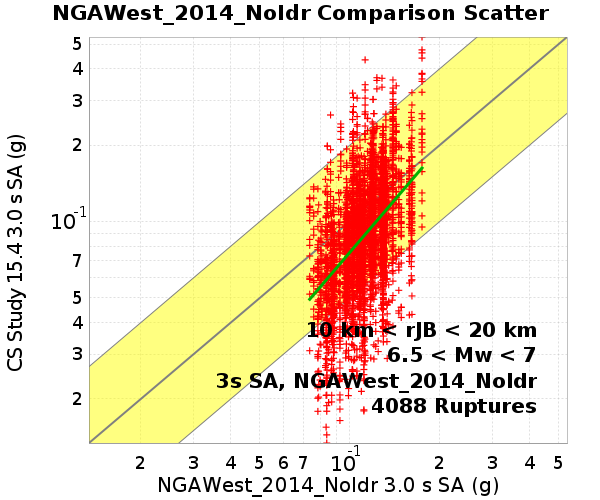 NGAWest_2014_NoIdr Comparison Scatter
CS Study 15.4 3.0 s SA (g)
5
4
3
2
10-1
7
5
4
3
2
10 km < rJB < 20 km
6.5 < Mw < 7
3s SA, NGAWest_2014_NoIdr
4088 Ruptures
2 3 4 5 6 7 10-1 2 3 4 5
NGAWest_2014_NoIdr 3.0 s SA (g)